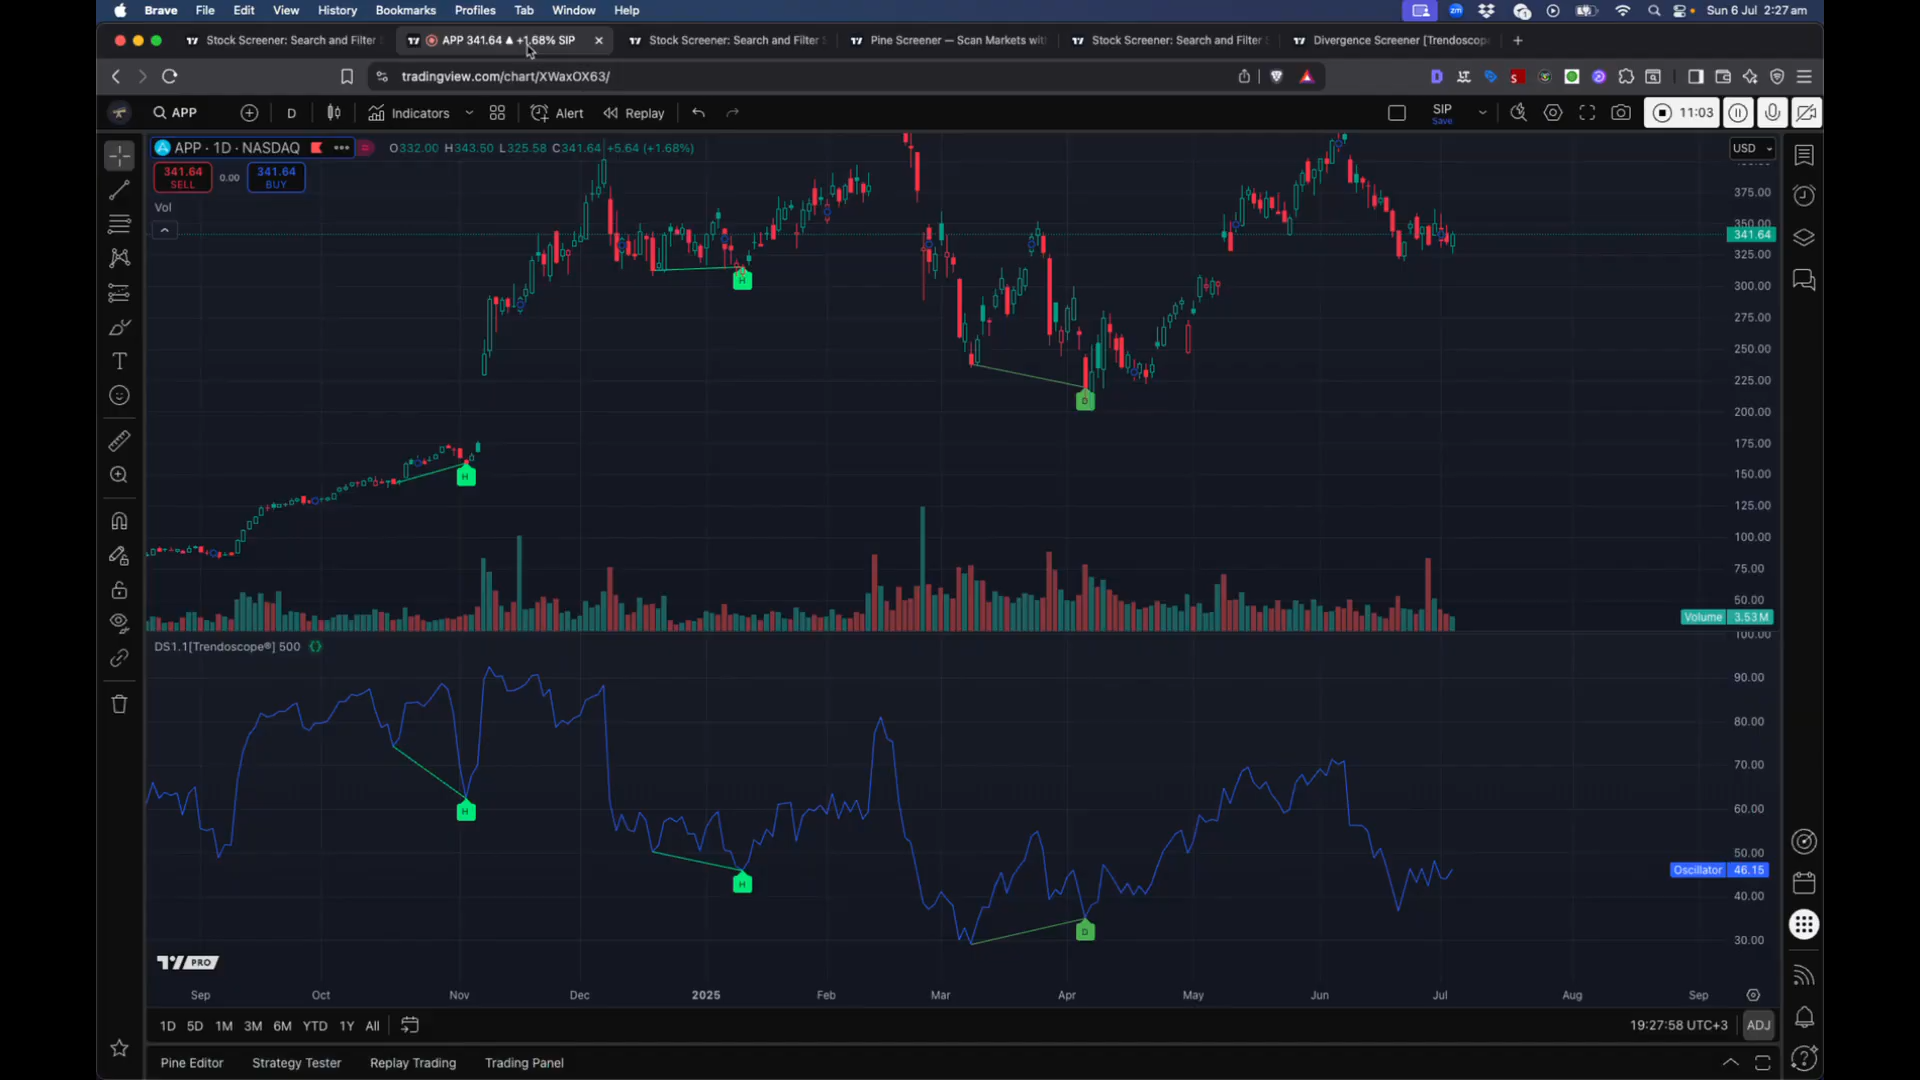 Brave File Edit View History Bookmarks Profiles Tab Window Help
zm
Sun 6 Jul 2:27am
Stock Screener: Search and Filter
APP 341.64 ▲ +1.68% SIP
Stock Screener: Search and Filter S
Pine Screener — Scan Markets with
Stock Screener: Search and Filter S
Divergence Screener [Trendoscope
tradingview.com/chart/XWaxOX63/
APP
D
Indicators
Alert
Replay
SIP
Save
11:03
APP · 1D · NASDAQ
O332.00 H343.50 L325.58 C341.64 +5.64 (+1.68%)
USD
341.64
SELL
0.00
341.64
BUY
Vol
375.00
350.00
341.64
325.00
300.00
275.00
250.00
225.00
200.00
175.00
150.00
125.00
100.00
75.00
50.00
H
H
D
Volume 3.53M
DS1.1[Trendoscope®] 500
100.00
90.00
80.00
70.00
60.00
50.00
Oscillator 46.15
40.00
30.00
H
H
D
TV PRO
Sep Oct Nov Dec 2025 Feb Mar Apr May Jun Jul Aug Sep
1D 5D 1M 3M 6M YTD 1Y All
19:27:58 UTC+3
ADJ
Pine Editor Strategy Tester Replay Trading Trading Panel